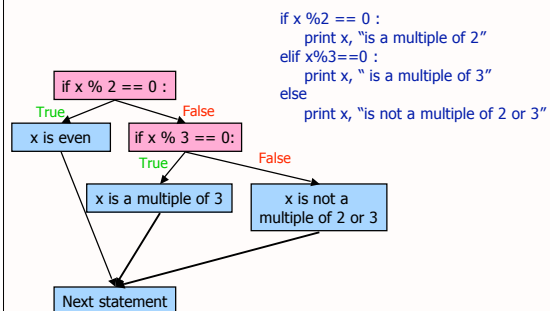 if x %2 == 0 :
print x, “is a multiple of 2”
elif x%3==0 :
print x, “ is a multiple of 3”
else
print x, “is not a multiple of 2 or 3”
if x % 2 == 0 :
True
False
x is even
if x % 3 == 0:
True
False
x is a multiple of 3
x is not a
multiple of 2 or 3
Next statement